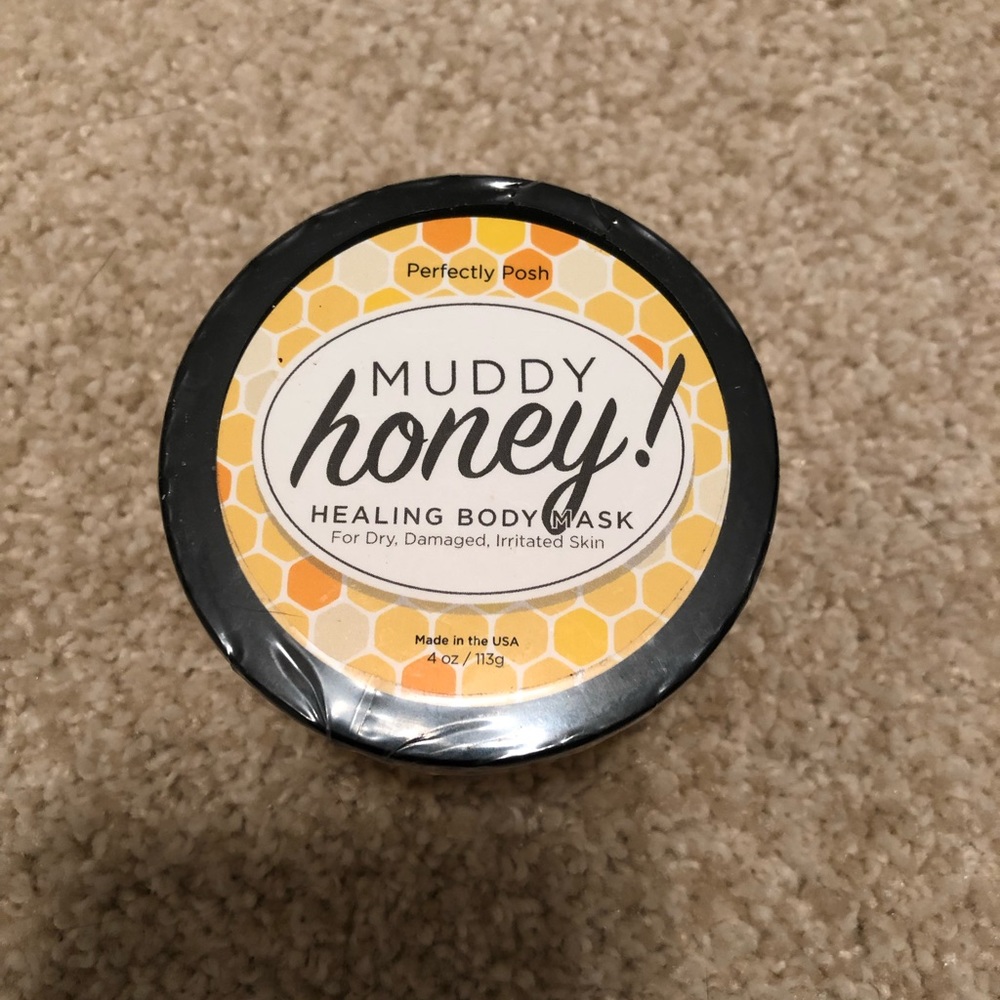 Perfectly Posh
MUDDY
honey!
HEALING BODY MASK
For Dry, Damaged, Irritated Skin
Made in the USA
4 oz / 113g